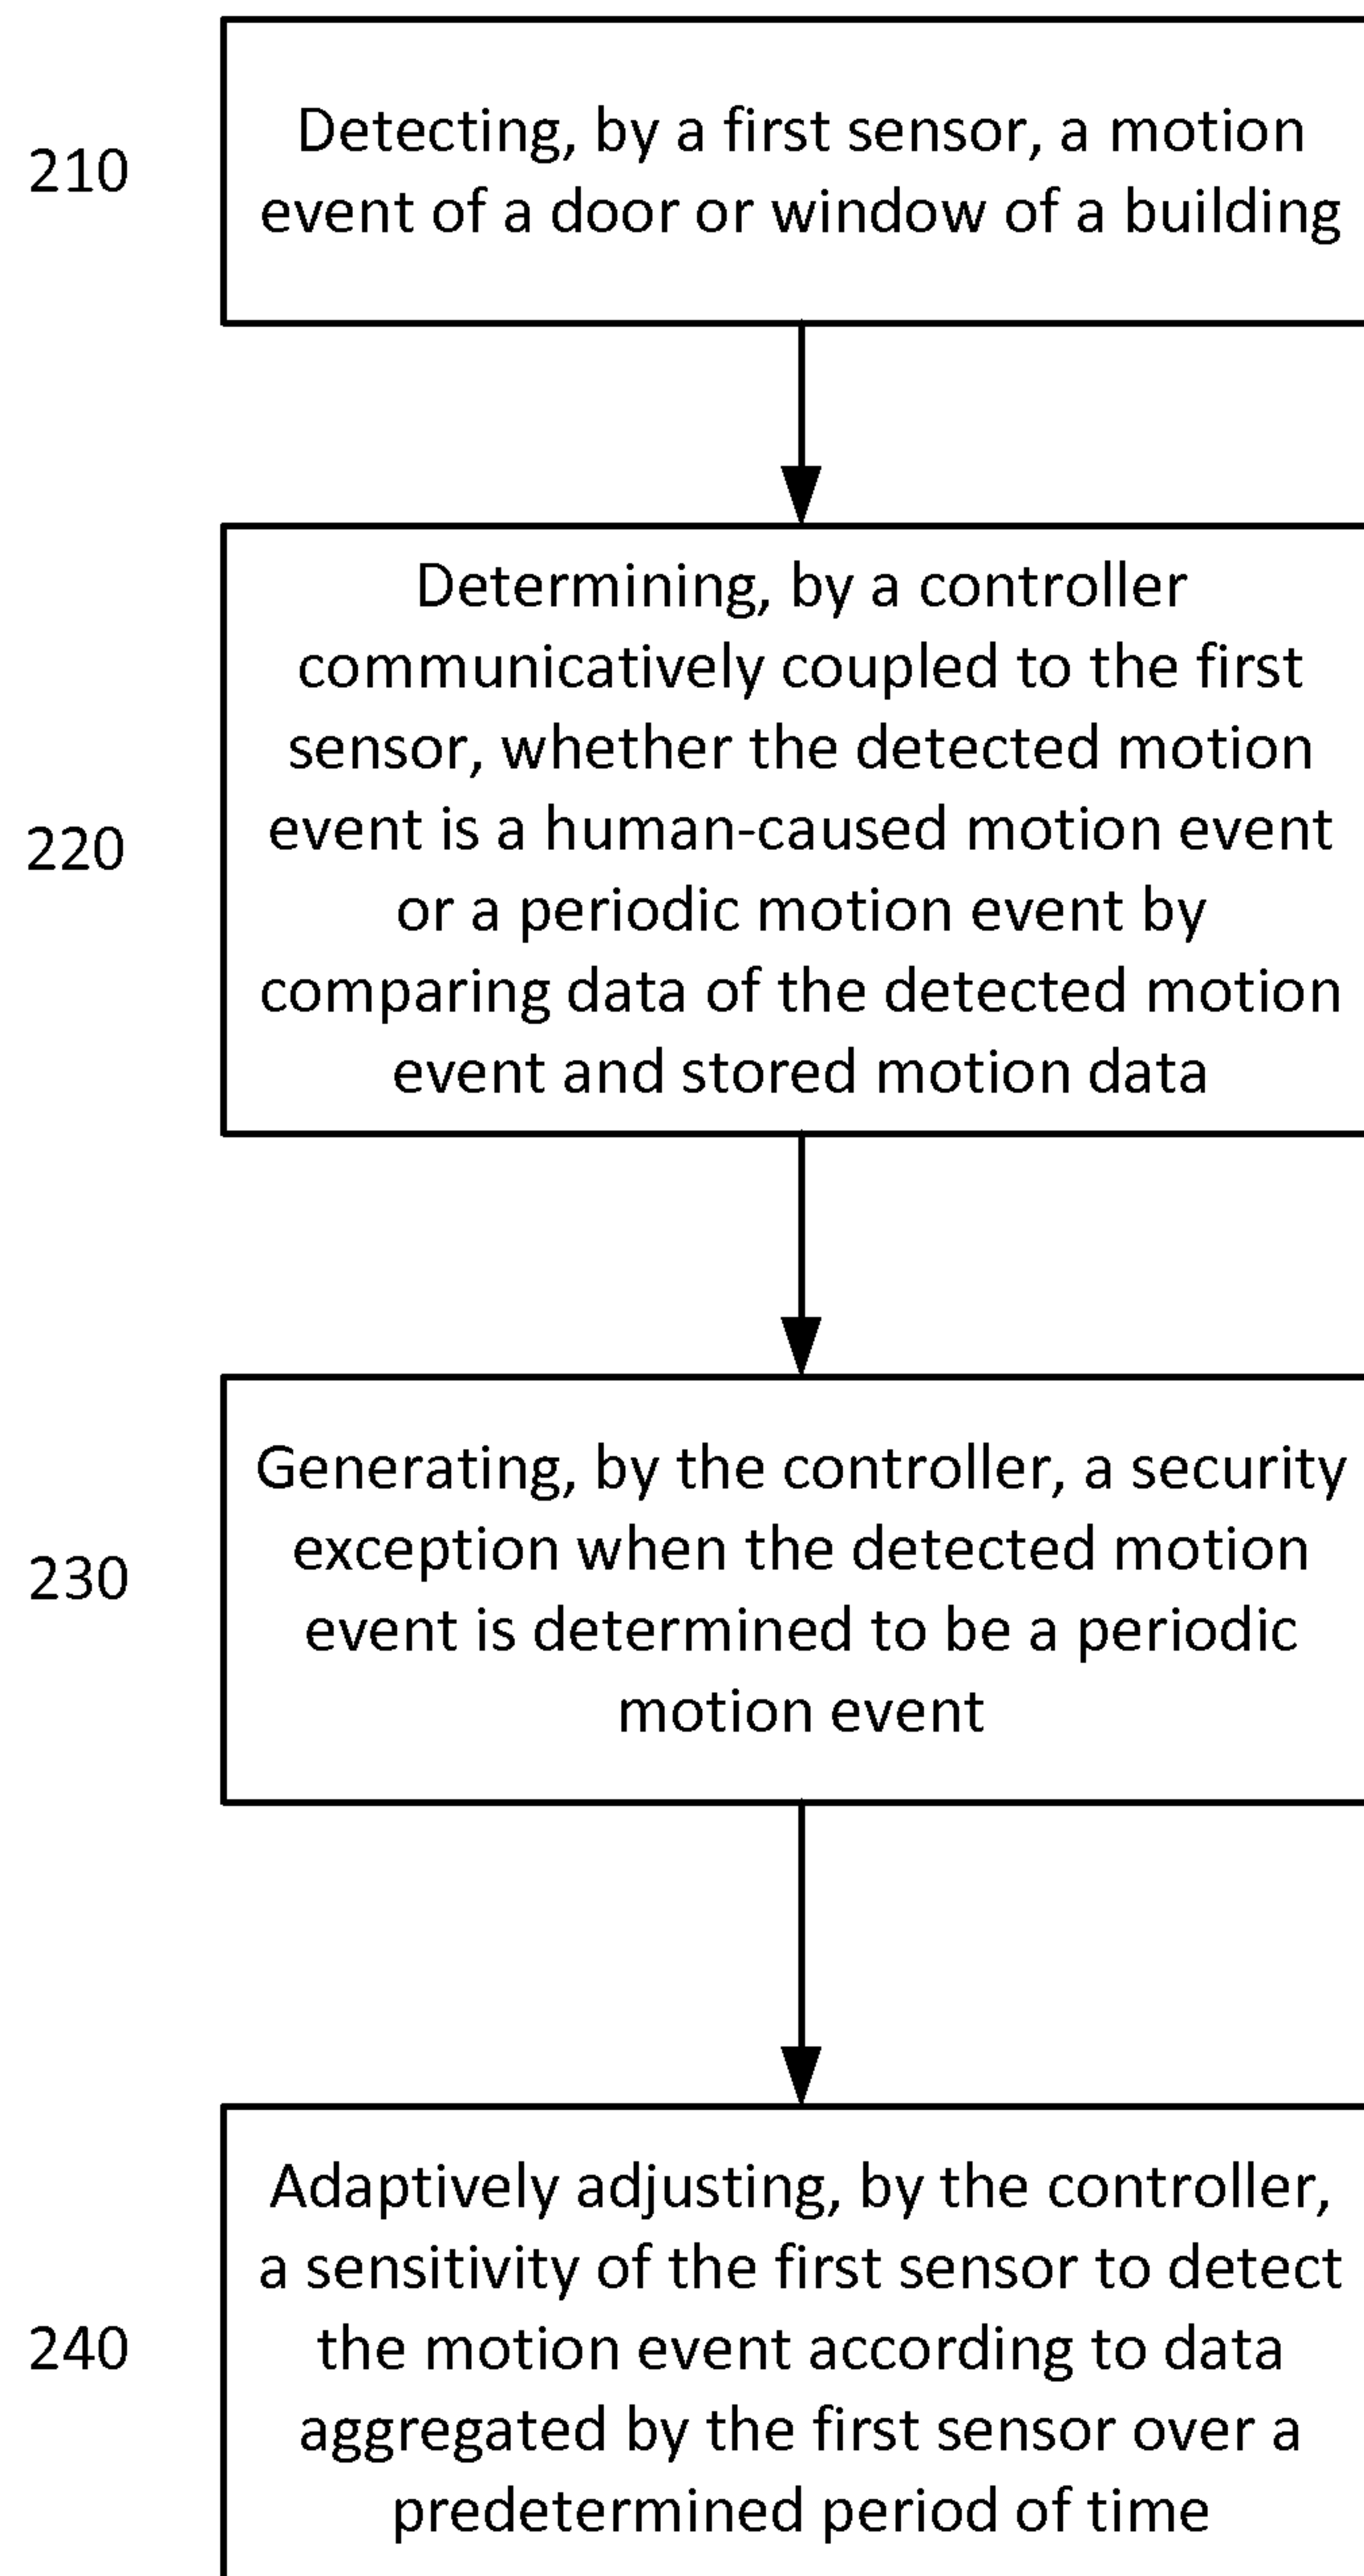 210
Detecting, by a first sensor, a motion
event of a door or window of a building
220
Determining, by a controller
communicatively coupled to the first
sensor, whether the detected motion
event is a human-caused motion event
or a periodic motion event by
comparing data of the detected motion
event and stored motion data
230
Generating, by the controller, a security
exception when the detected motion
event is determined to be a periodic
motion event
240
Adaptively adjusting, by the controller,
a sensitivity of the first sensor to detect
the motion event according to data
aggregated by the first sensor over a
predetermined period of time